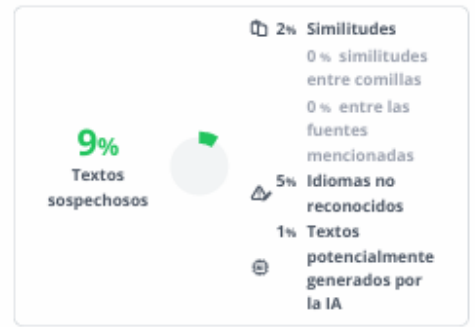 9%
Textos
sospechosos
2% Similitudes
0 % similitudes
entre comillas
0 % entre las
fuentes
mencionadas
5% Idiomas no
reconocidos
1% Textos
potencialmente
generados por
la IA